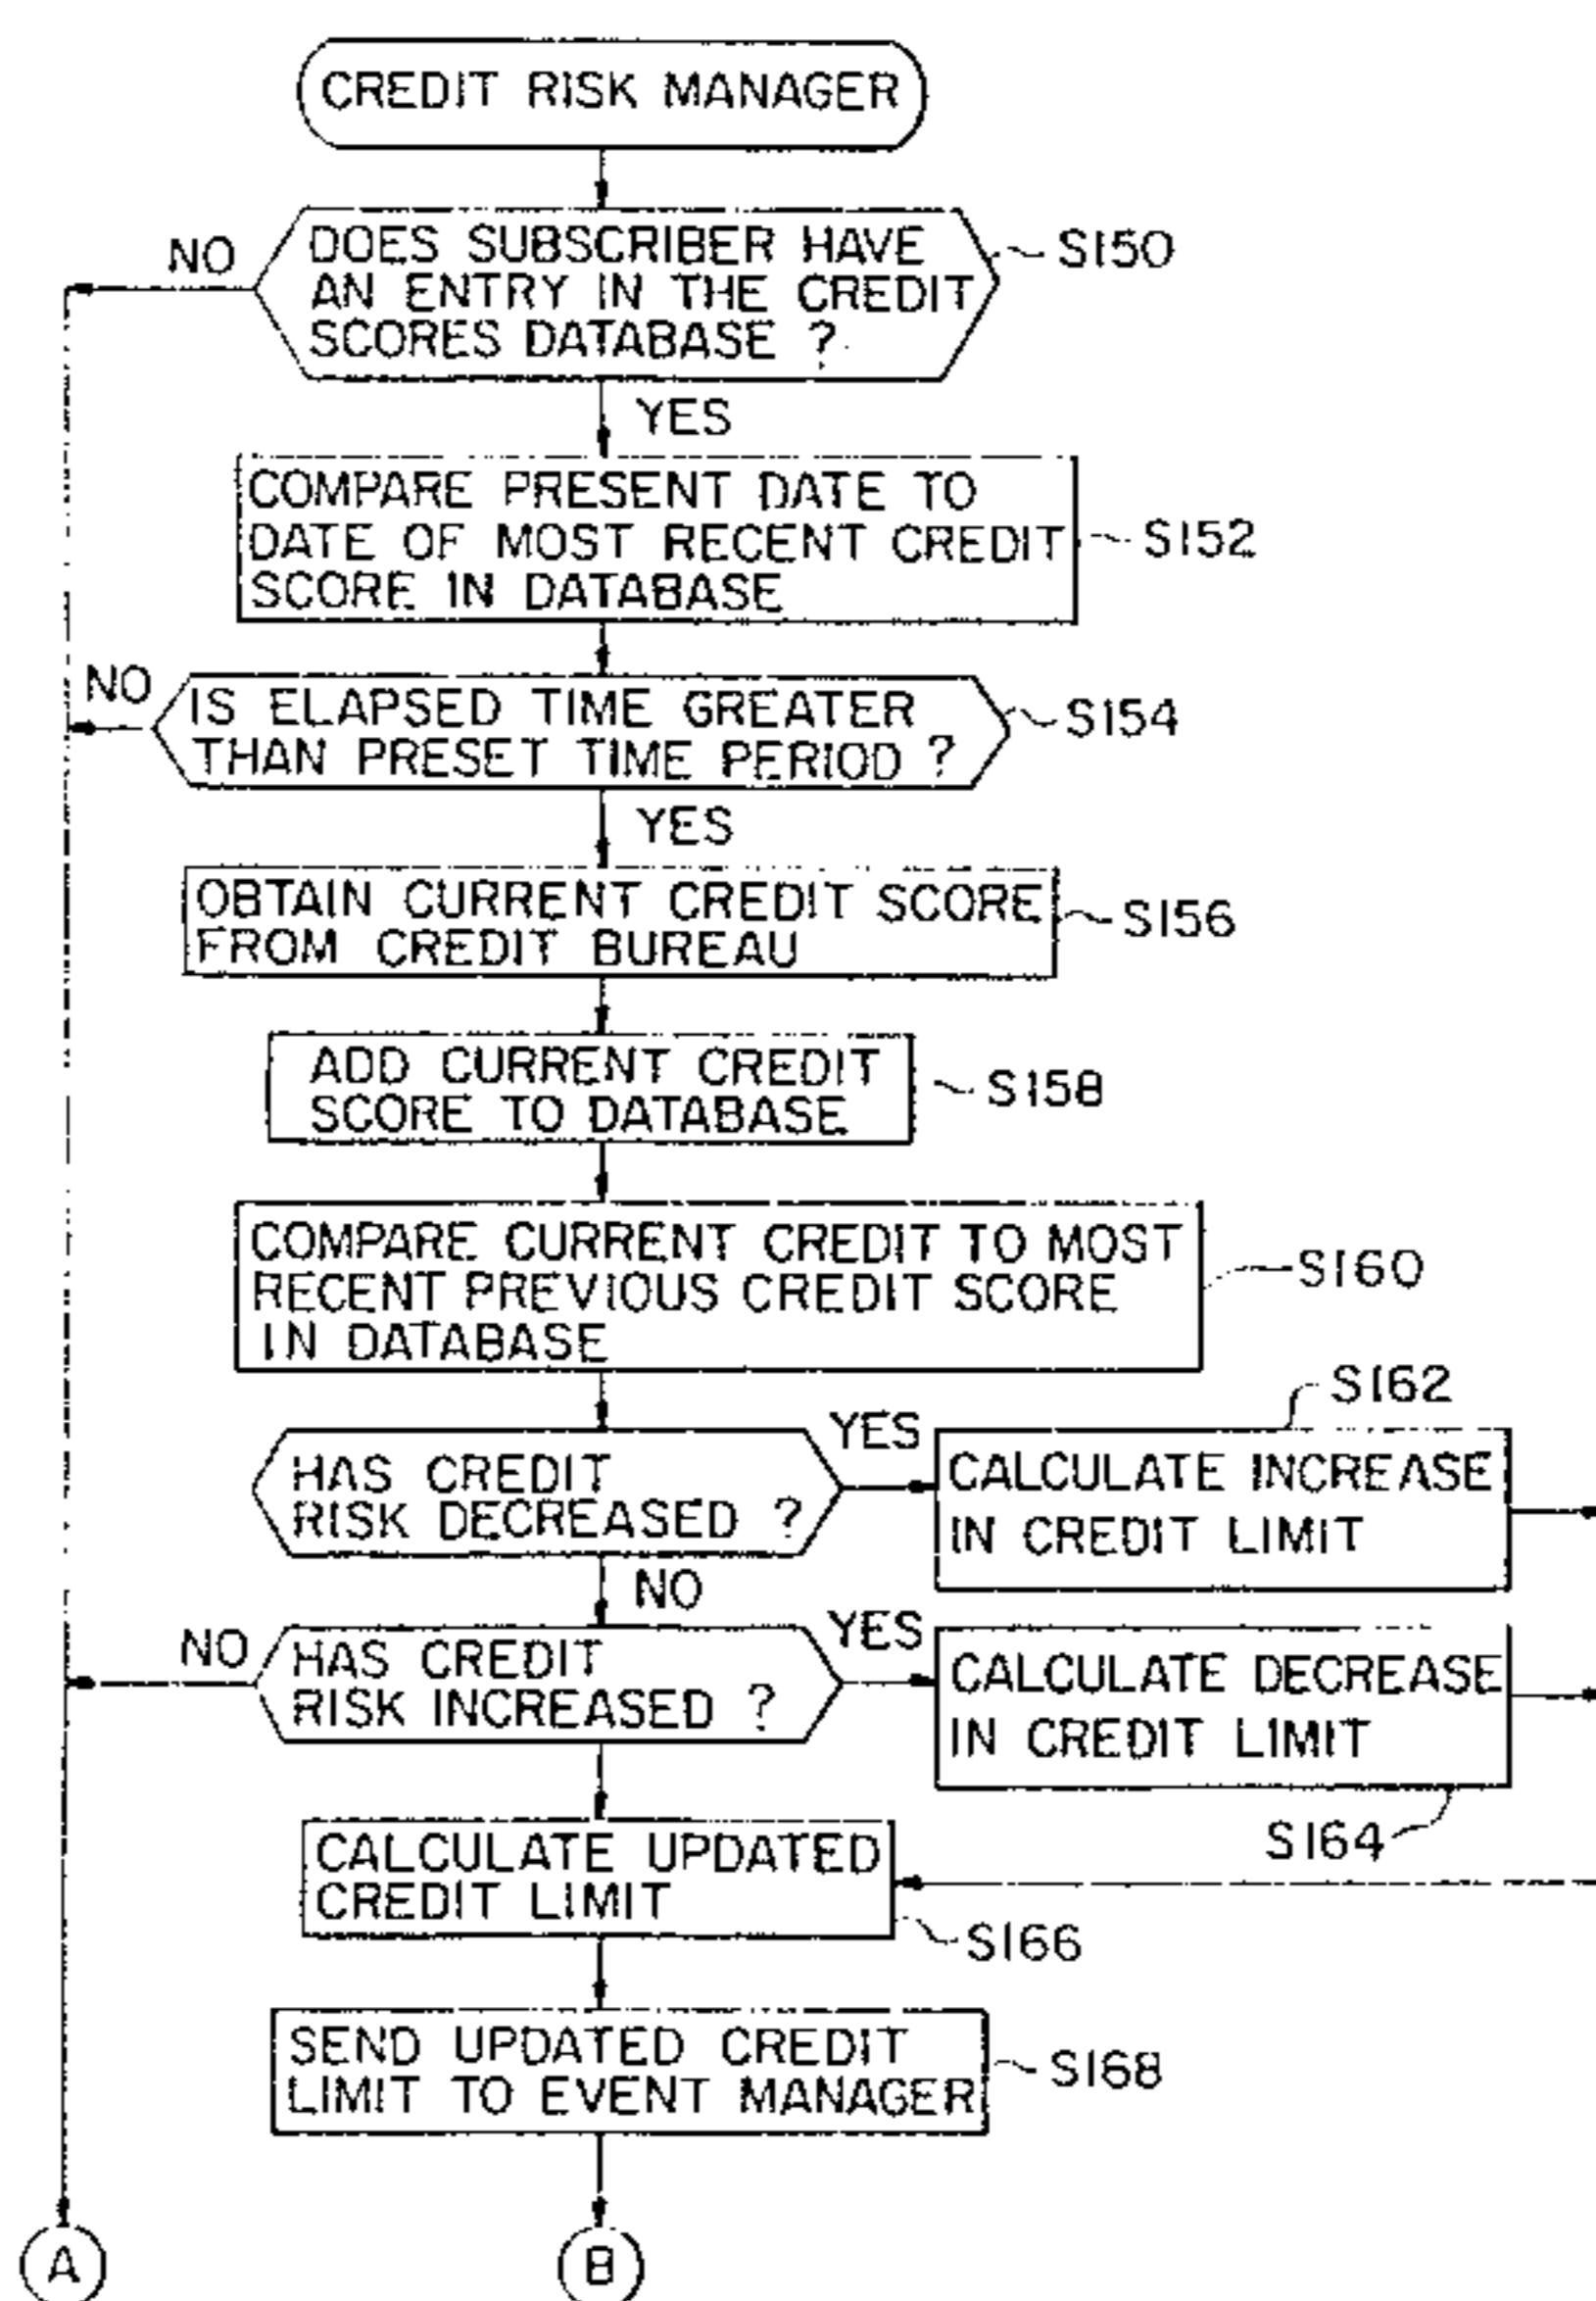 CREDIT RISK MANAGER
NO
DOES SUBSCRIBER HAVE
AN ENTRY IN THE CREDIT
SCORES DATABASE ?
S150
YES
COMPARE PRESENT DATE TO
DATE OF MOST RECENT CREDIT
SCORE IN DATABASE
S152
NO
IS ELAPSED TIME GREATER
THAN PRESET TIME PERIOD ?
S154
YES
OBTAIN CURRENT CREDIT SCORE
FROM CREDIT BUREAU
S156
ADD CURRENT CREDIT
SCORE TO DATABASE
S158
COMPARE CURRENT CREDIT TO MOST
RECENT PREVIOUS CREDIT SCORE
IN DATABASE
S160
HAS CREDIT
RISK DECREASED ?
YES
S162
CALCULATE INCREASE
IN CREDIT LIMIT
NO
NO
HAS CREDIT
RISK INCREASED ?
YES
CALCULATE DECREASE
IN CREDIT LIMIT
S164
CALCULATE UPDATED
CREDIT LIMIT
S166
SEND UPDATED CREDIT
LIMIT TO EVENT MANAGER
S168
A
B